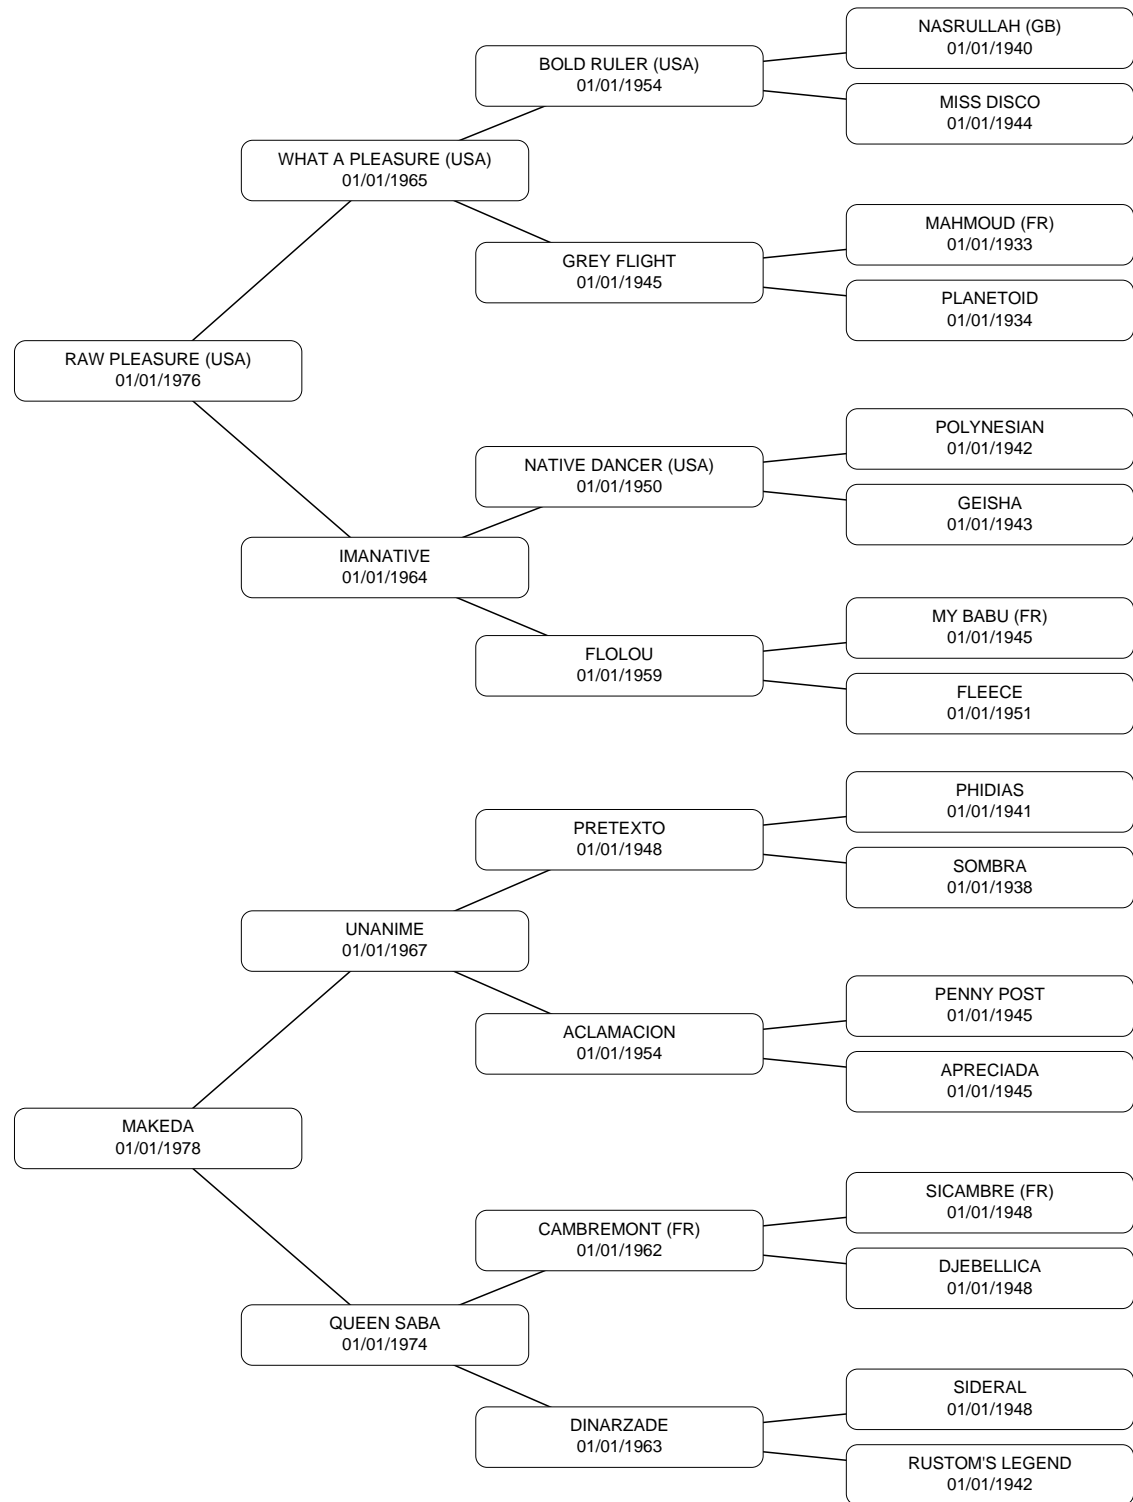 NASRULLAH (GB)
01/01/1940
BOLD RULER (USA)
01/01/1954
MISS DISCO
01/01/1944
WHAT A PLEASURE (USA)
01/01/1965
MAHMOUD (FR)
01/01/1933
GREY FLIGHT
01/01/1945
PLANETOID
01/01/1934
RAW PLEASURE (USA)
01/01/1976
POLYNESIAN
01/01/1942
NATIVE DANCER (USA)
01/01/1950
GEISHA
01/01/1943
IMANATIVE
01/01/1964
MY BABU (FR)
01/01/1945
FLOLOU
01/01/1959
FLEECE
01/01/1951
PHIDIAS
01/01/1941
PRETEXTO
01/01/1948
SOMBRA
01/01/1938
UNANIME
01/01/1967
PENNY POST
01/01/1945
ACLAMACION
01/01/1954
APRECIADA
01/01/1945
MAKEDA
01/01/1978
SICAMBRE (FR)
01/01/1948
CAMBREMONT (FR)
01/01/1962
DJEBELLICA
01/01/1948
QUEEN SABA
01/01/1974
SIDERAL
01/01/1948
DINARZADE
01/01/1963
RUSTOM'S LEGEND
01/01/1942